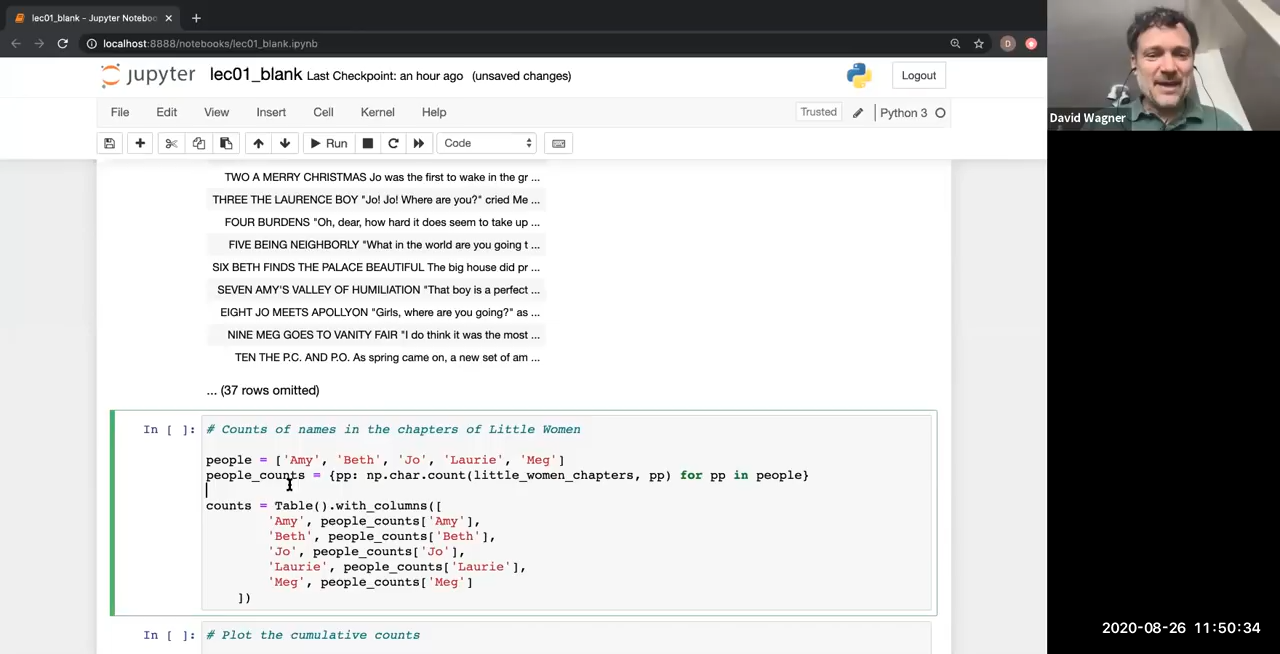 lec01_blank - Jupyter Noteboo
localhost:8888/notebooks/lec01_blank.ipynb
D
jupyter lec01_blank Last Checkpoint: an hour ago (unsaved changes)
Logout
File Edit View Insert Cell Kernel Help
Trusted Python 3
Run Code
TWO A MERRY CHRISTMAS Jo was the first to wake in the gr ...
THREE THE LAURENCE BOY "Jo! Jo! Where are you?" cried Me ...
FOUR BURDENS "Oh, dear, how hard it does seem to take up ...
FIVE BEING NEIGHBORLY "What in the world are you going t ...
SIX BETH FINDS THE PALACE BEAUTIFUL The big house did pr ...
SEVEN AMY'S VALLEY OF HUMILIATION "That boy is a perfect ...
EIGHT JO MEETS APOLLYON "Girls, where are you going?" as ...
NINE MEG GOES TO VANITY FAIR "I do think it was the most ...
TEN THE P.C. AND P.O. As spring came on, a new set of am ...
... (37 rows omitted)
In [ ]: # Counts of names in the chapters of Little Women
people = ['Amy', 'Beth', 'Jo', 'Laurie', 'Meg']
people_counts = {pp: np.char.count(little_women_chapters, pp) for pp in people}
counts = Table().with_columns([
'Amy', people_counts['Amy'],
'Beth', people_counts['Beth'],
'Jo', people_counts['Jo'],
'Laurie', people_counts['Laurie'],
'Meg', people_counts['Meg']
])
In [ ]: # Plot the cumulative counts
David Wagner
2020-08-26 11:50:34